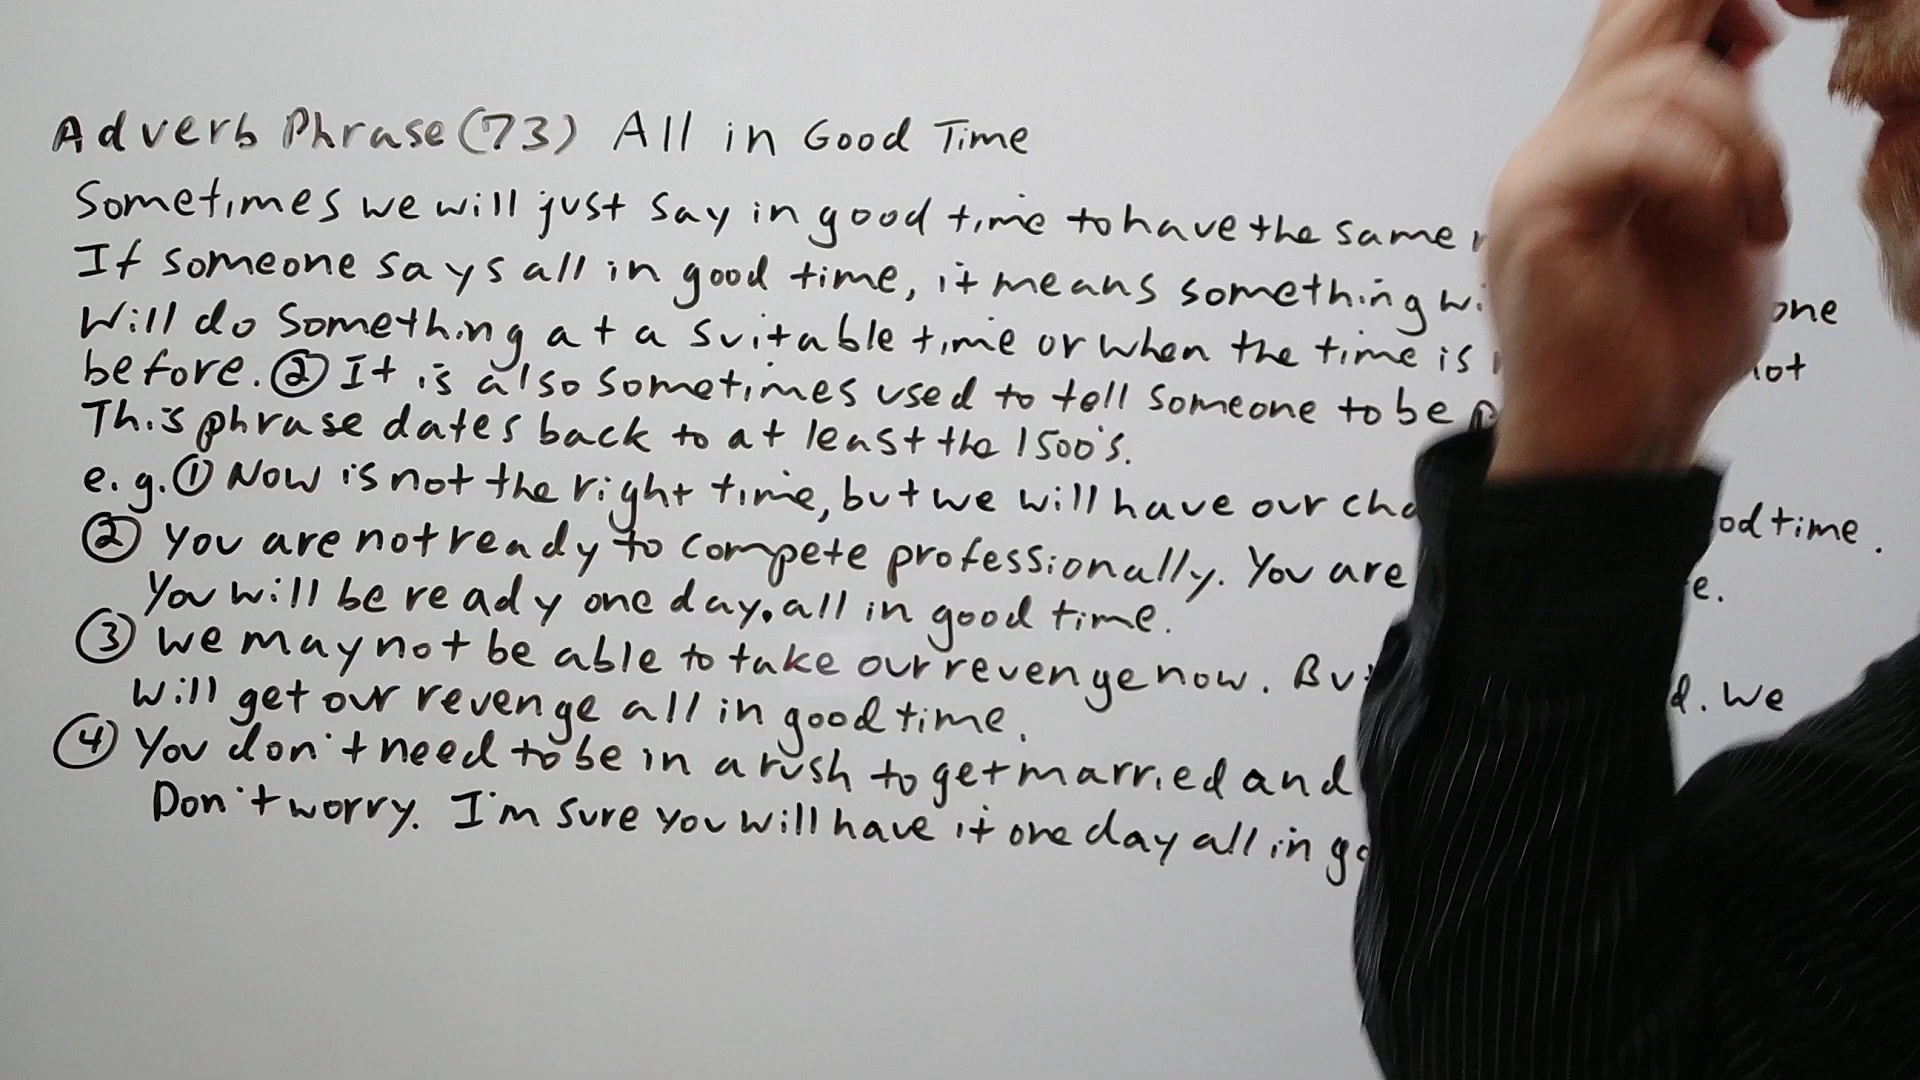 Adverb Phrase (73) All in Good Time
Sometimes we will just say in good time to have the same
If someone says all in good time, it means something one
Will do something at a suitable time or when the time is not
before. ② It is also sometimes used to tell someone to be
This phrase dates back to at least the 1500's.
e.g. ① Now is not the right time, but we will have our time.
② You are not ready to compete professionally. You are
You will be ready one day. all in good time.
③ We may not be able to take our revenge now. We
will get our revenge all in good time.
④ You don't need to be in a rush to get married and
Don't worry. I'm sure you will have it one day all in